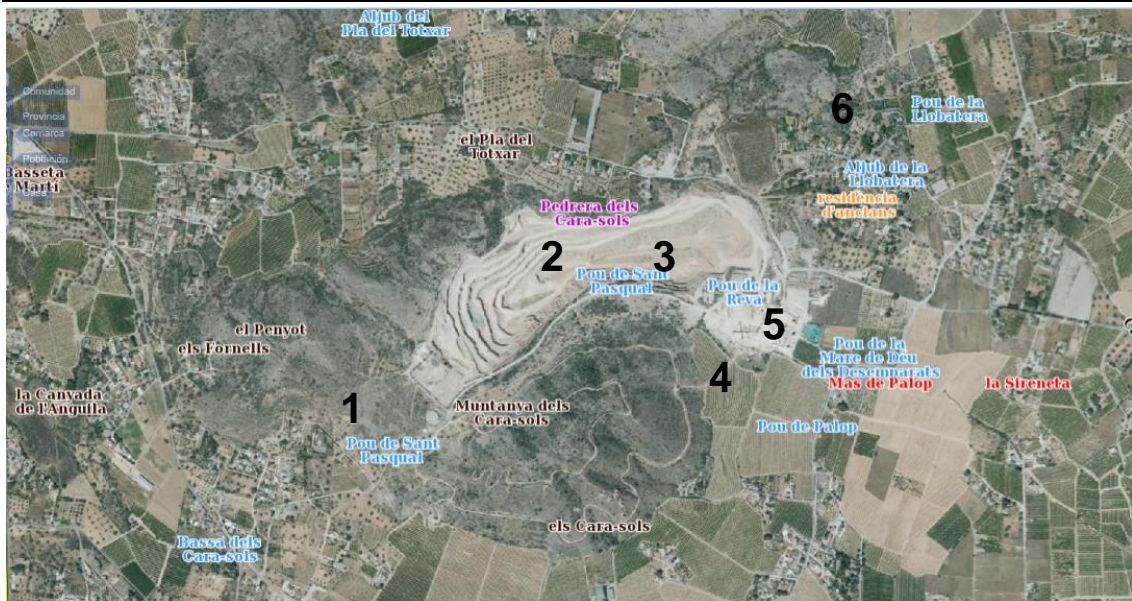 Aljub del
Pla del Totxar
Comunidad
Provincia
Comarca
Población
Basseta
Martí
6
Pou de la
Llobatera
el Pla del
Totxar
Aljub de la
Llobatera
residència
d'ancians
Pedrera dels
Cara-sols
2
3
Pou de Sant
Pasqual
Pou de la
Reva
5
el Penyot
els Fornells
Pou de la
Mare de Déu
dels Desemparats
4
Mas de Palop
la Sireneta
la Canyada
de l'Anguila
1
Muntanya dels
Cara-sols
Pou de Sant
Pasqual
Pou de Palop
els Cara-sols
Bassa dels
Cara-sols